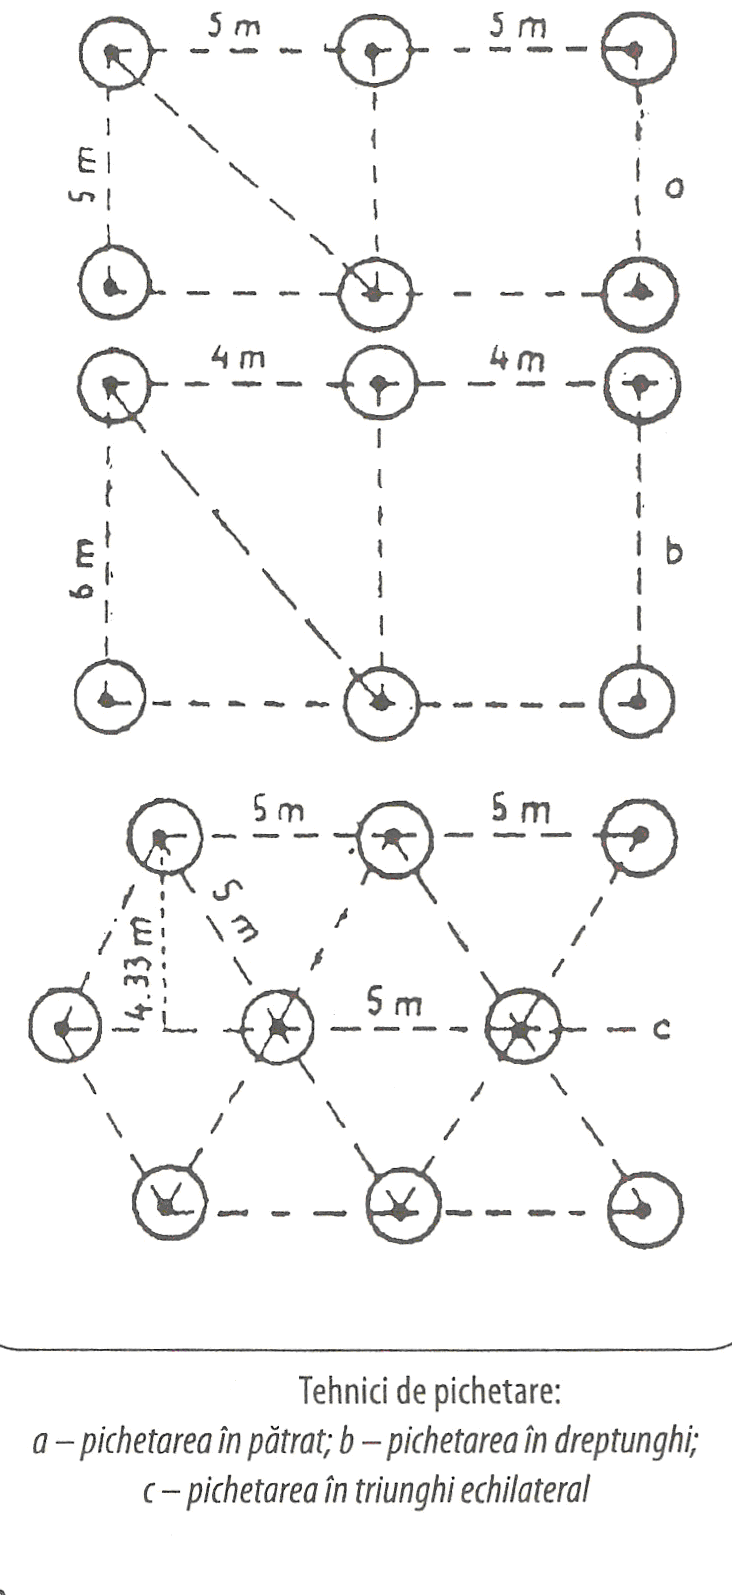 5 m 5 m
5 m
a
4 m 4 m
6 m
b
5 m 5 m
5 m
4.33 m
5 m
c
Tehnici de pichetare:
a – pichetarea în pătrat; b – pichetarea în dreptunghi;
c – pichetarea în triunghi echilateral